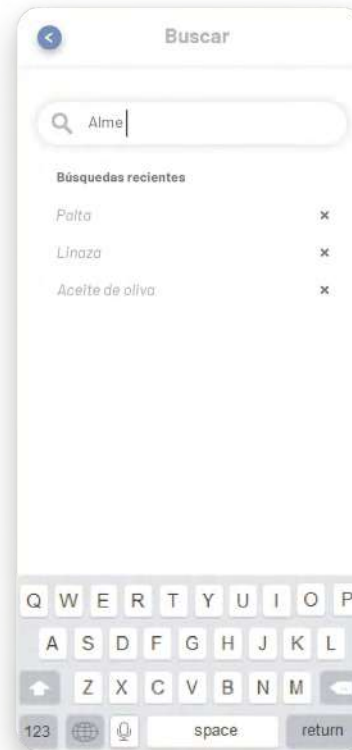 Buscar
Alme
Búsquedas recientes
Palta ×
Linaza ×
Aceite de oliva ×
Q W E R T Y U I O P
A S D F G H J K L
Z X C V B N M
123 space return